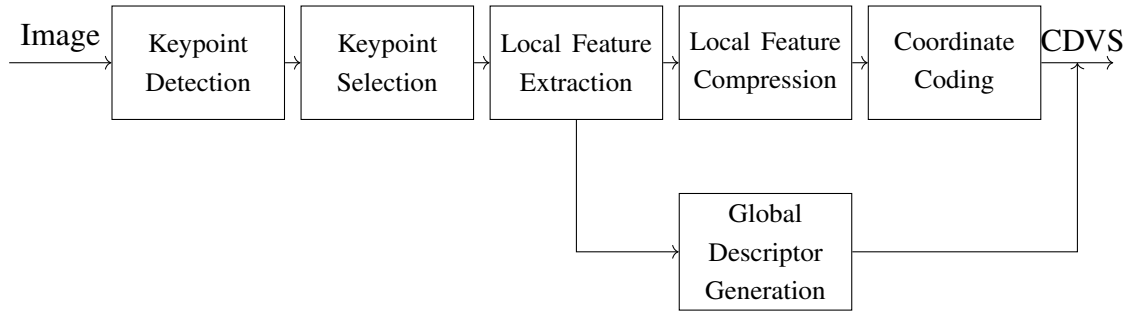 Image
Keypoint
Detection
Keypoint
Selection
Local Feature
Extraction
Local Feature
Compression
Coordinate
Coding
CDVS
Global
Descriptor
Generation